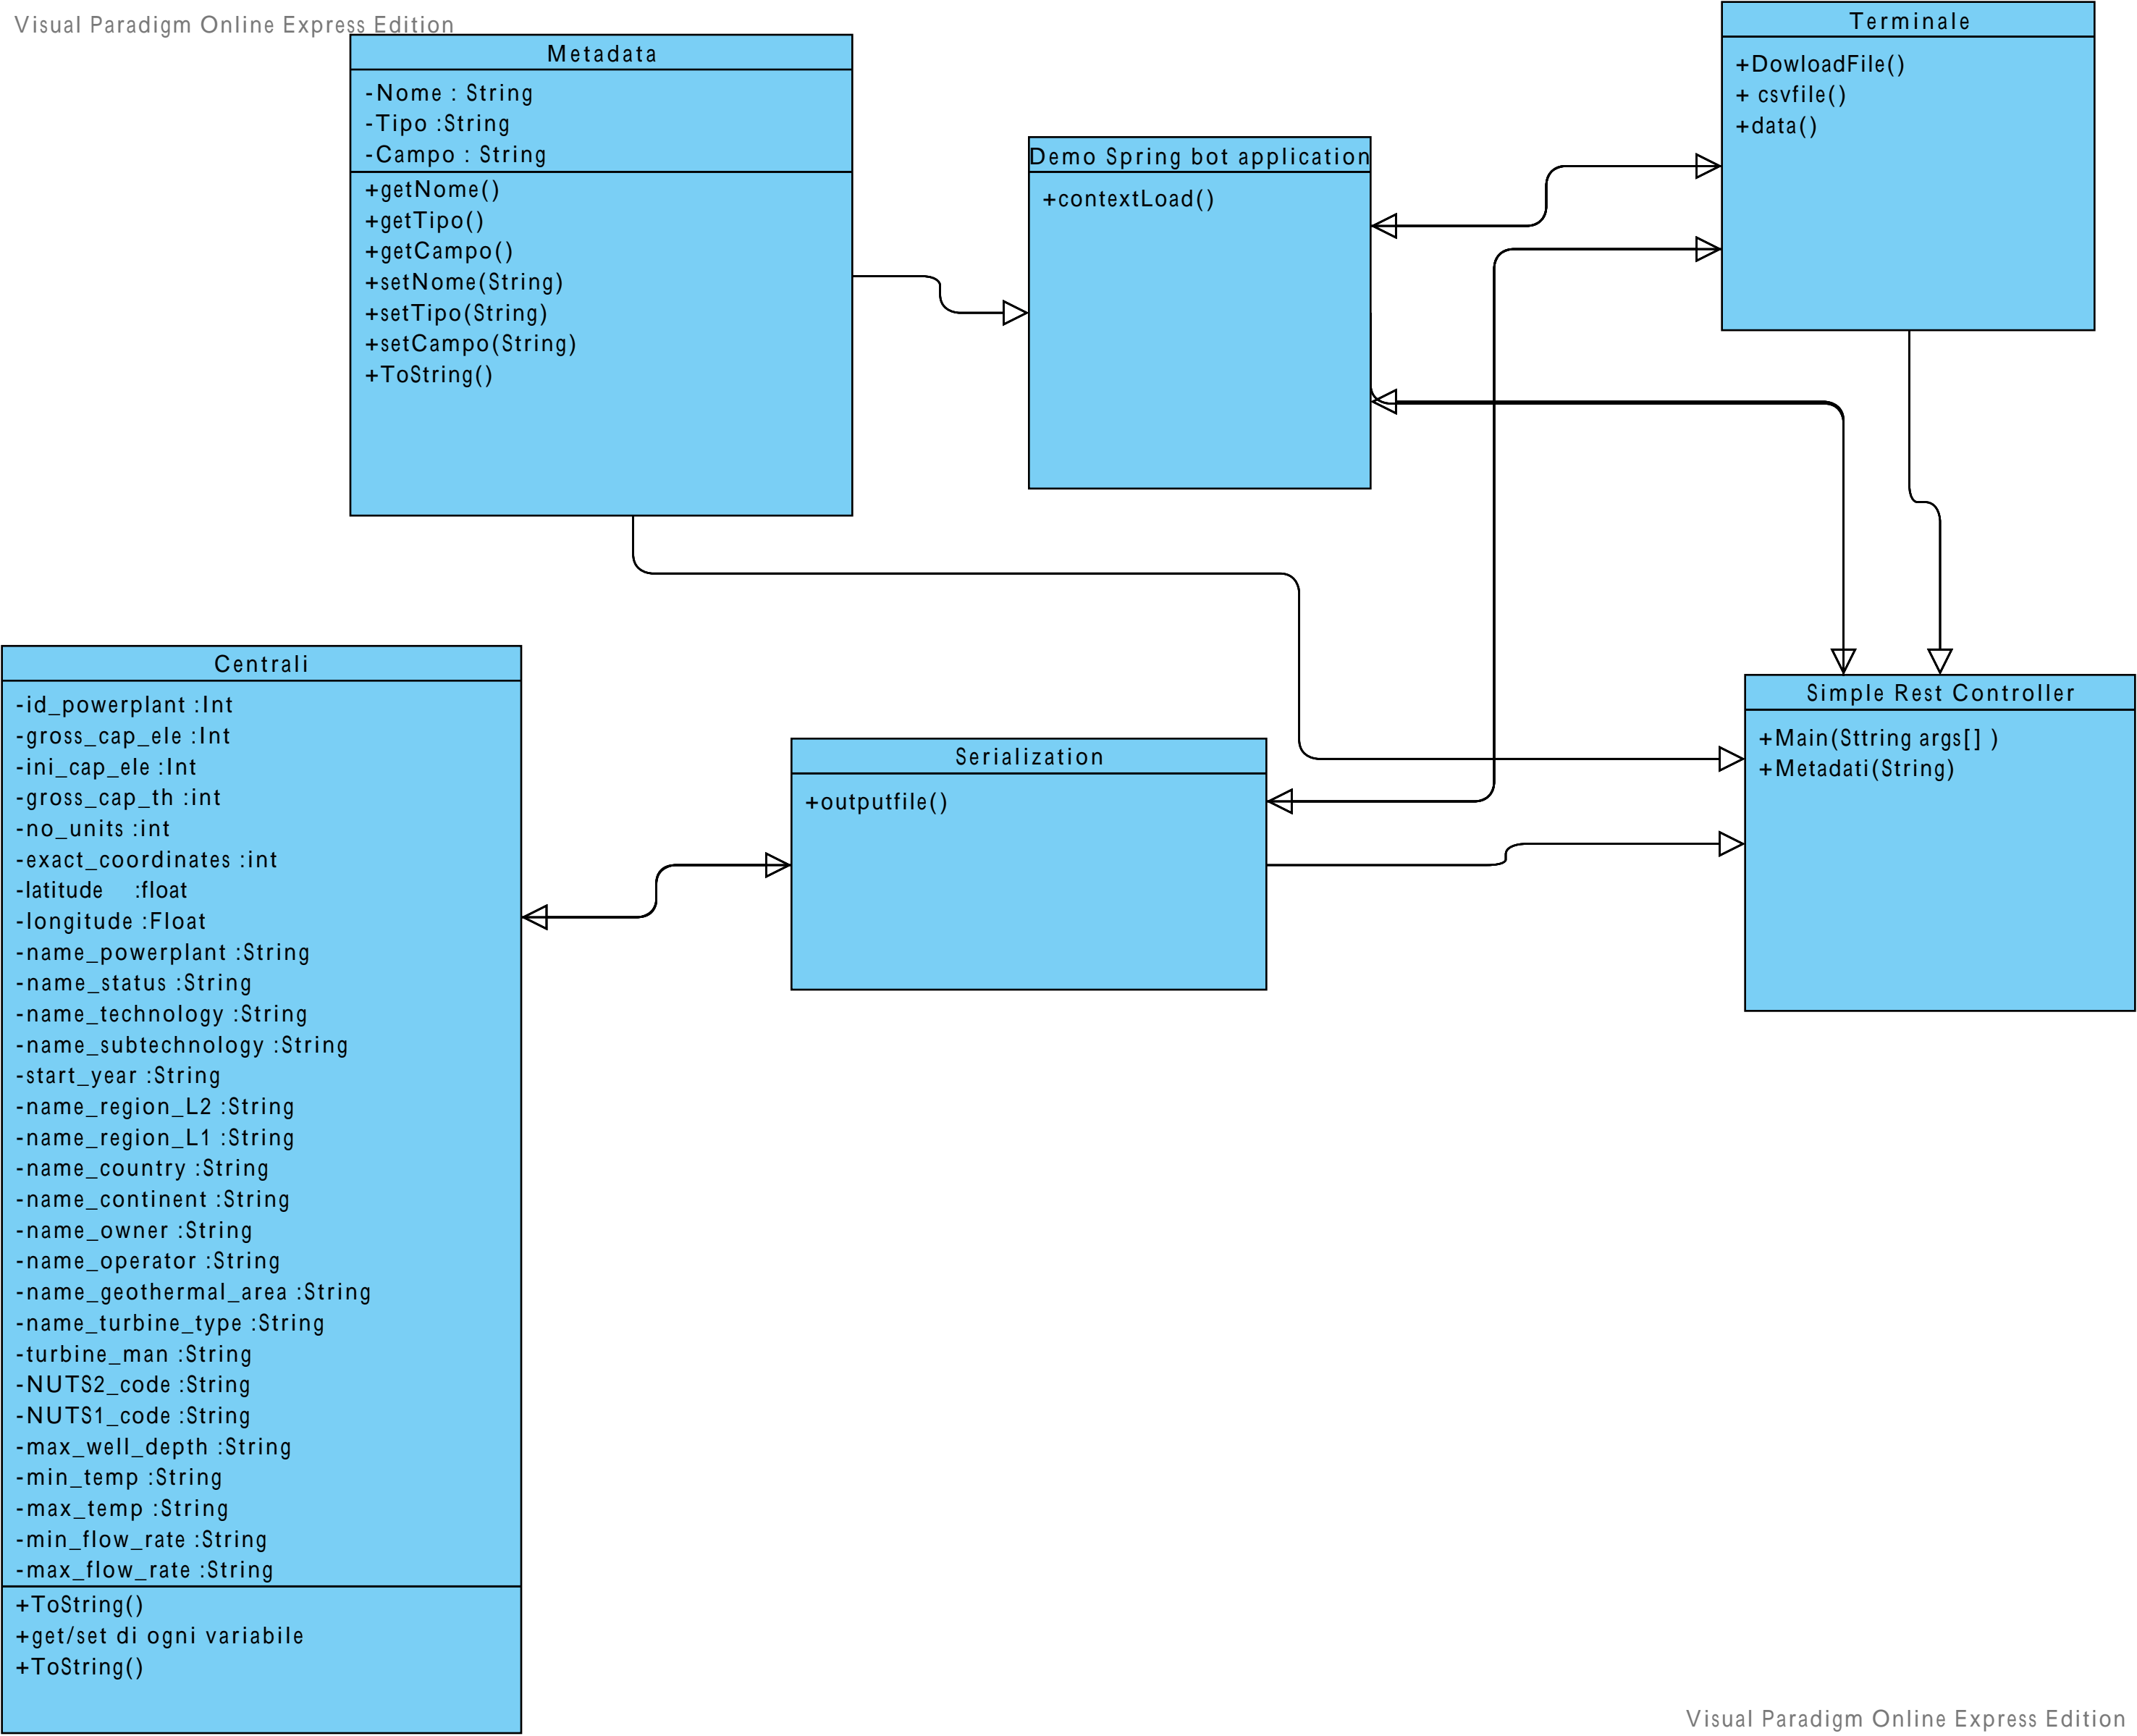 Visual Paradigm Online Express Edition
Metadata
-Nome : String
-Tipo :String
-Campo : String
+getNome()
+getTipo()
+getCampo()
+setNome(String)
+setTipo(String)
+setCampo(String)
+ToString()
Demo Spring bot application
+contextLoad()
Terminale
+DowloadFile()
+ csvfile()
+data()
Centrali
-id_powerplant :Int
-gross_cap_ele :Int
-ini_cap_ele :Int
-gross_cap_th :int
-no_units :int
-exact_coordinates :int
-latitude :float
-longitude :Float
-name_powerplant :String
-name_status :String
-name_technology :String
-name_subtechnology :String
-start_year :String
-name_region_L2 :String
-name_region_L1 :String
-name_country :String
-name_continent :String
-name_owner :String
-name_operator :String
-name_geothermal_area :String
-name_turbine_type :String
-turbine_man :String
-NUTS2_code :String
-NUTS1_code :String
-max_well_depth :String
-min_temp :String
-max_temp :String
-min_flow_rate :String
-max_flow_rate :String
+ToString()
+get/set di ogni variabile
+ToString()
Serialization
+outputfile()
Simple Rest Controller
+Main(Sttring args[] )
+Metadati(String)
Visual Paradigm Online Express Edition